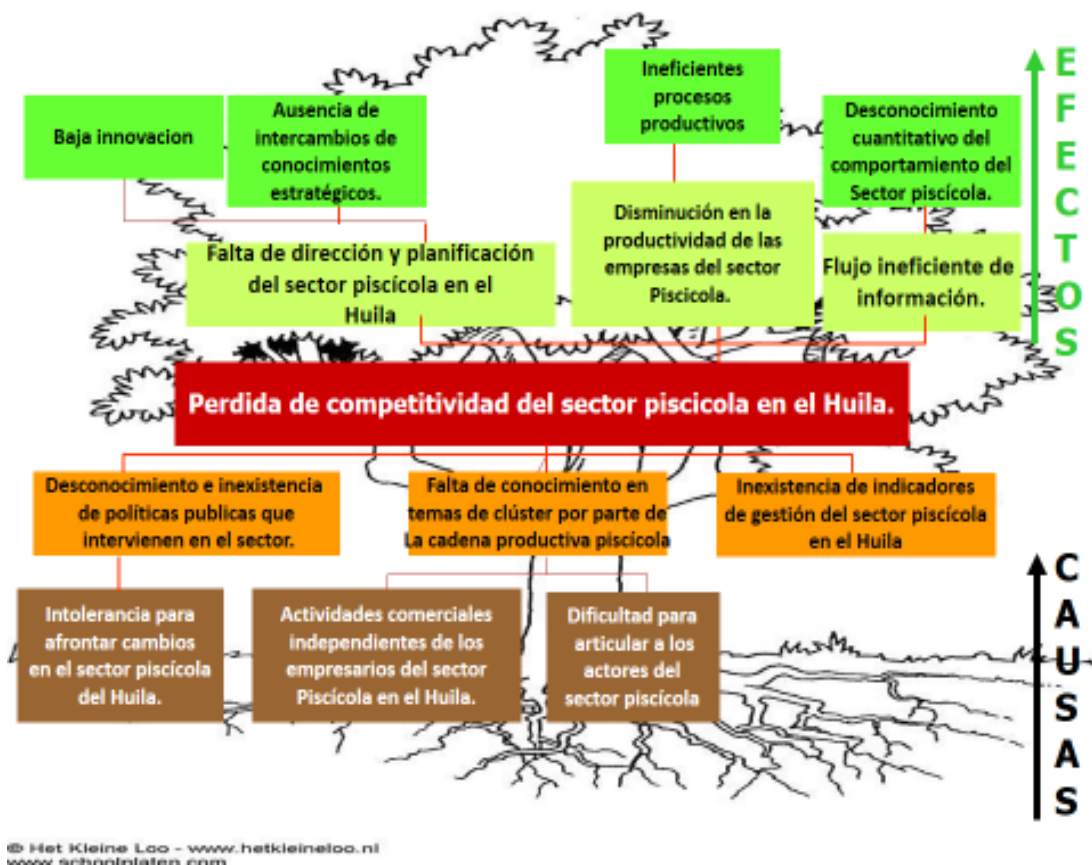 Baja innovacion
Ausencia de
intercambios de
conocimientos
estratégicos.
Ineficientes
procesos
productivos
Desconocimiento
cuantitativo del
comportamiento del
Sector piscícola.
Falta de dirección y planificación
del sector piscícola en el
Huila
Disminución en la
productividad de las
empresas del sector
Piscicola.
Flujo ineficiente de
información.
EFECTOS
Perdida de competitividad del sector piscicola en el Huila.
Desconocimiento e inexistencia
de políticas publicas que
intervienen en el sector.
Falta de conocimiento en
temas de clúster por parte de
La cadena productiva piscícola
Inexistencia de indicadores
de gestión del sector piscícola
en el Huila
Intolerancia para
afrontar cambios
en el sector piscícola
del Huila.
Actividades comerciales
independientes de los
empresarios del sector
Piscícola en el Huila.
Dificultad para
articular a los
actores del
sector piscícola
CAUSAS
© Het Kleine Loo - www.hetkleineloo.nl
www.schoolplaten.com